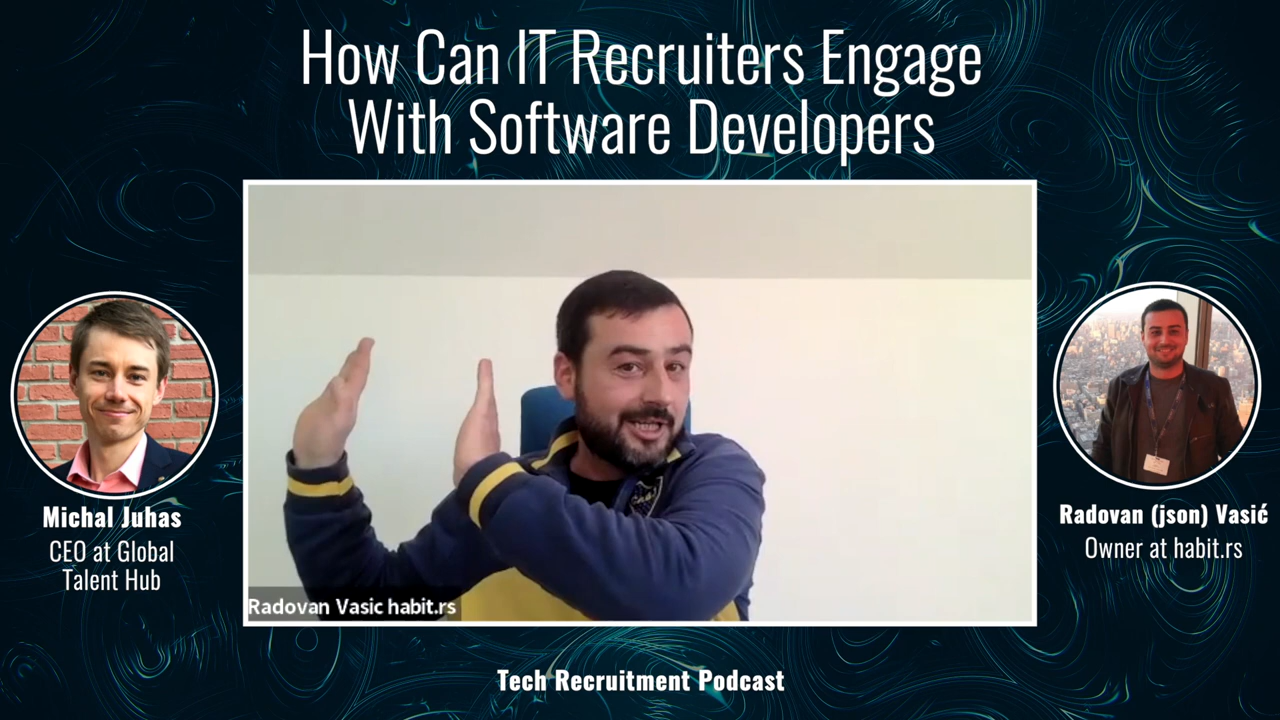 How Can IT Recruiters Engage
With Software Developers
Michal Juhas
CEO at Global
Talent Hub
Radovan Vasic habit.rs
Radovan (json) Vasić
Owner at habit.rs
Tech Recruitment Podcast